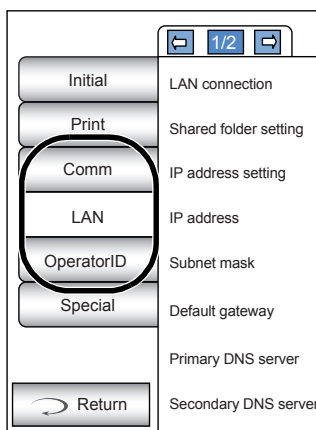 1/2
Initial
Print
Comm
LAN
OperatorID
Special
Return
LAN connection
Shared folder setting
IP address setting
IP address
Subnet mask
Default gateway
Primary DNS server
Secondary DNS server